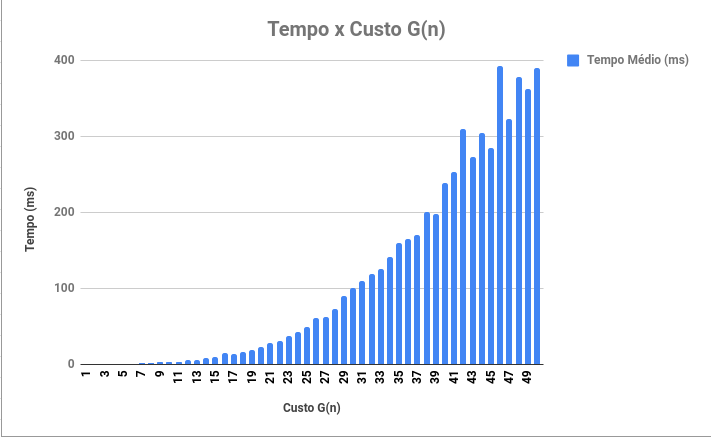 Tempo x Custo G(n)
Tempo Médio (ms)
400
300
200
100
0
Tempo (ms)
1 3 5 7 9 11 13 15 17 19 21 23 25 27 29 31 33 35 37 39 41 43 45 47 49
Custo G(n)